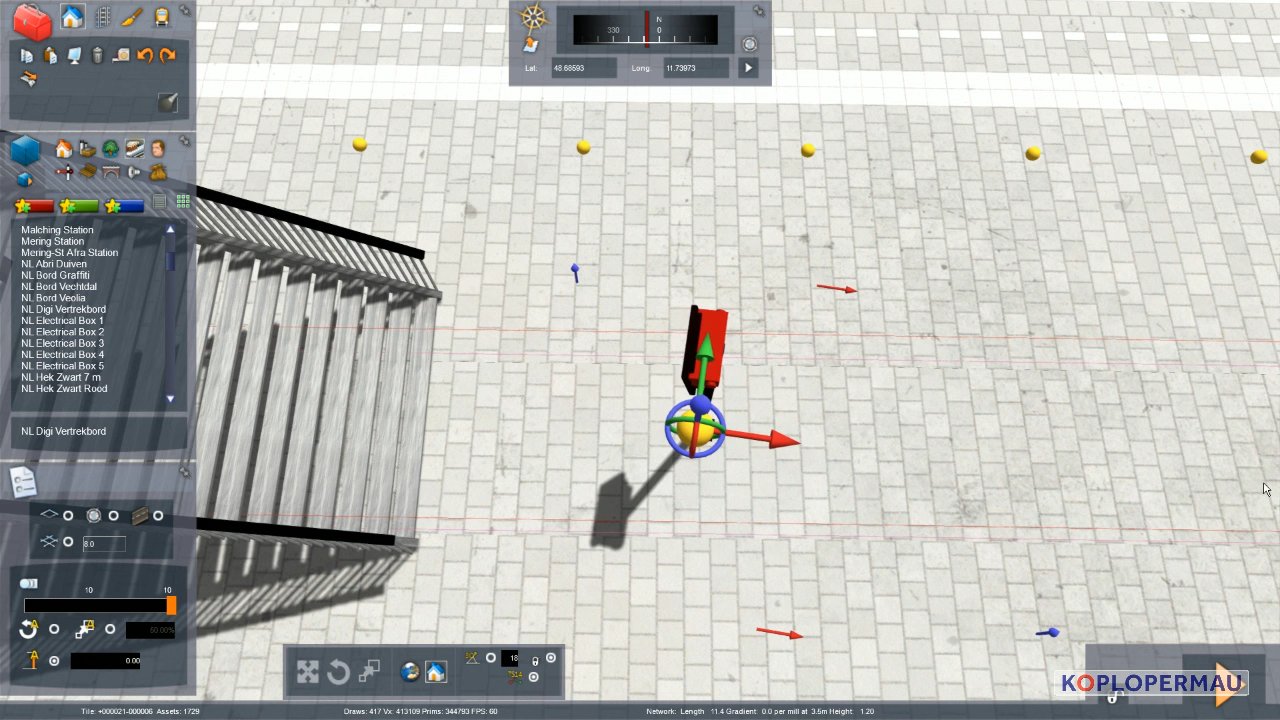 N
330
0
Lat:
48.68593
Long.
11.73973
Malching Station
Mering Station
Mering-St Afra Station
NL Abri Duiven
NL Bord Graffiti
NL Bord Vechtdal
NL Bord Veolia
NL Digi Vertrekbord
NL Electrical Box 1
NL Electrical Box 2
NL Electrical Box 3
NL Electrical Box 4
NL Electrical Box 5
NL Hek Zwart 7 m
NL Hek Zwart Rood
NL Digi Vertrekbord
8.0
10 10
50.00%
0.00
18
KOPLOPERMAU
Tile: +000021-000006 Assets: 1729
Draws: 417 Vx: 413109 Prims: 344793 FPS: 60
Network: Length 11.4 Gradient: 0.0 per mill at 3.5m Height: 1.20